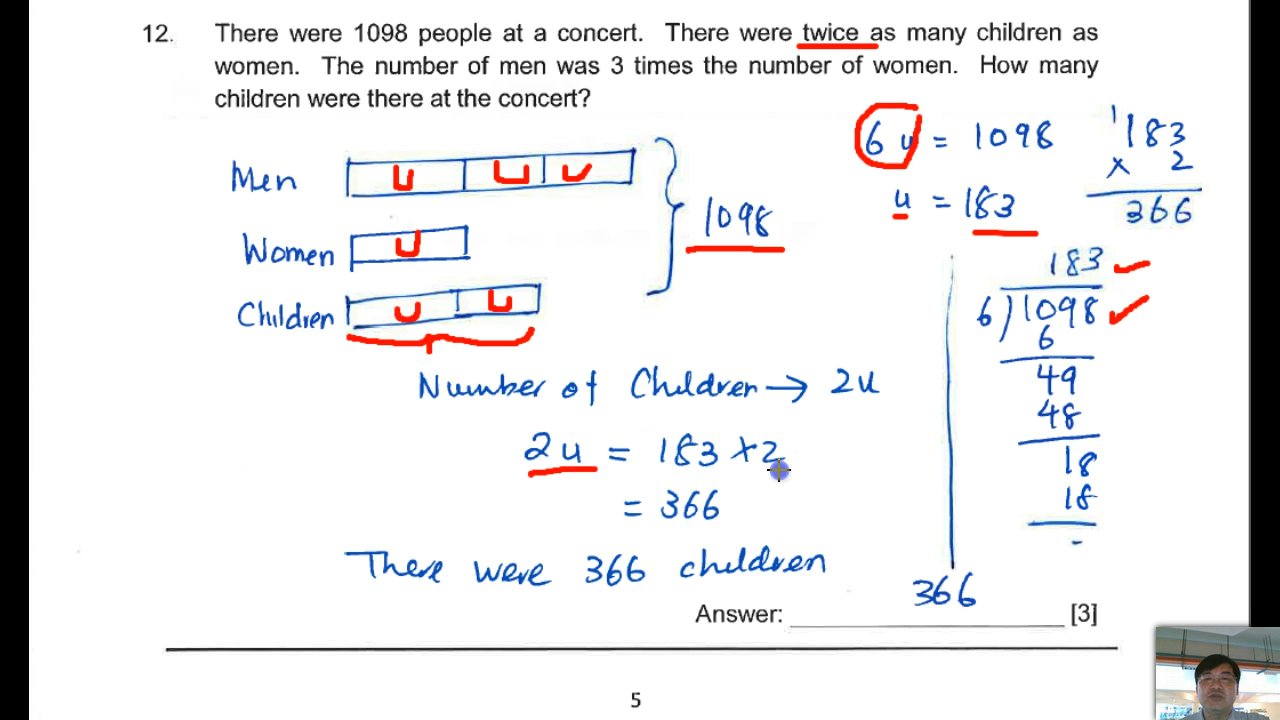 12. There were 1098 people at a concert. There were twice as many children as
women. The number of men was 3 times the number of women. How many
children were there at the concert?
Men u u u
Women u
Children u u
1098
6u = 1098
u = 183
1
183
x 2
366
183
6)1098
6
49
48
18
18
-
Number of Children → 2u
2u = 183 x 2
= 366
There were 366 children
Answer: 366 [3]
5